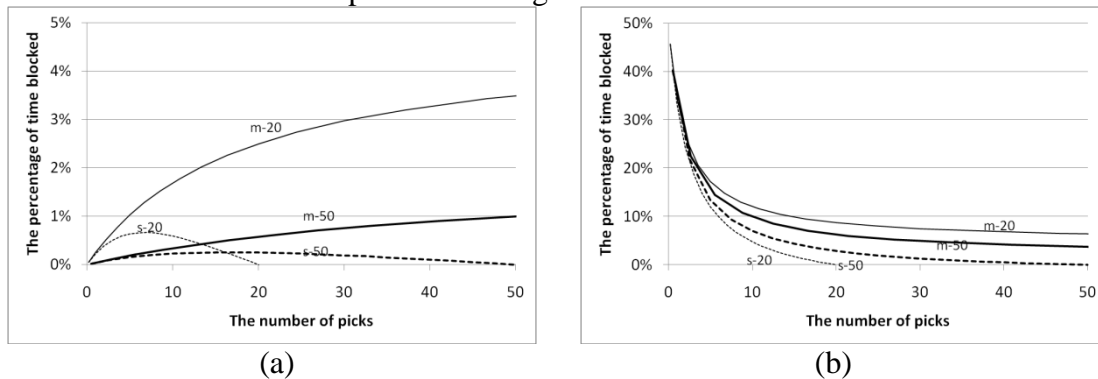 The percentage of time blocked
5%
4%
3%
2%
1%
0%
m-20
m-50
s-20
s-50
0 10 20 30 40 50
The number of picks
(a)
The percentage of time blocked
50%
40%
30%
20%
10%
0%
m-20
m-50
s-20
s-50
0 10 20 30 40 50
The number of picks
(b)